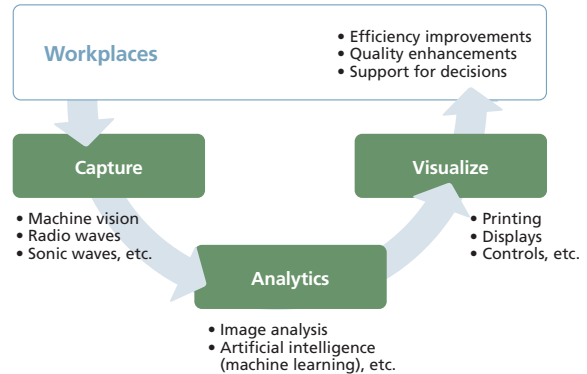 Workplaces
• Efficiency improvements
• Quality enhancements
• Support for decisions
Capture
• Machine vision
• Radio waves
• Sonic waves, etc.
Analytics
• Image analysis
• Artificial intelligence
(machine learning), etc.
Visualize
• Printing
• Displays
• Controls, etc.